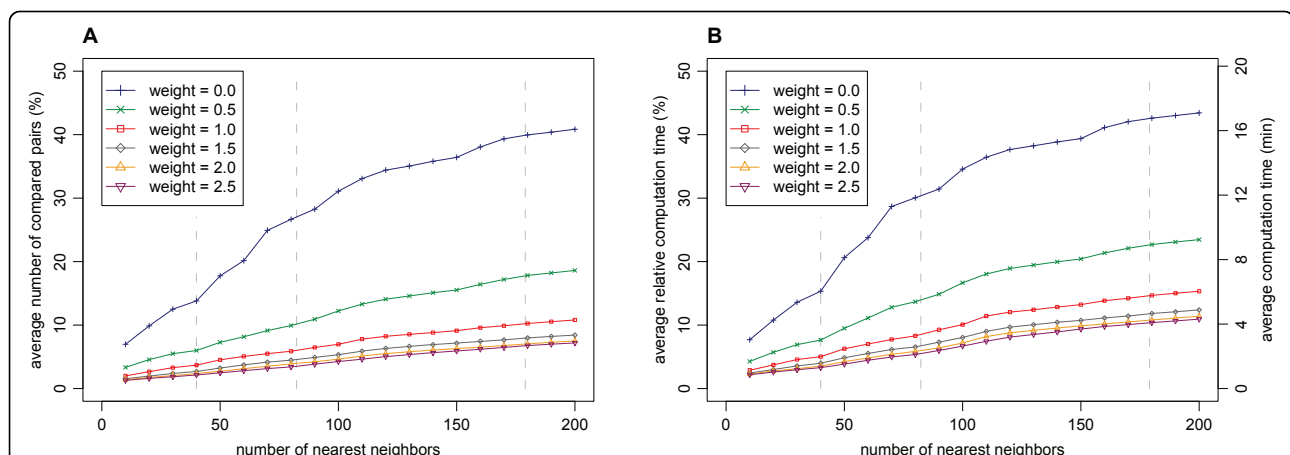 A
average number of compared pairs (%)
50
40
30
20
10
0
weight = 0.0
weight = 0.5
weight = 1.0
weight = 1.5
weight = 2.0
weight = 2.5
0 50 100 150 200
number of nearest neighbors
B
average relative computation time (%)
50
40
30
20
10
0
weight = 0.0
weight = 0.5
weight = 1.0
weight = 1.5
weight = 2.0
weight = 2.5
20
16
12
8
4
0
average computation time (min)
0 50 100 150 200
number of nearest neighbors